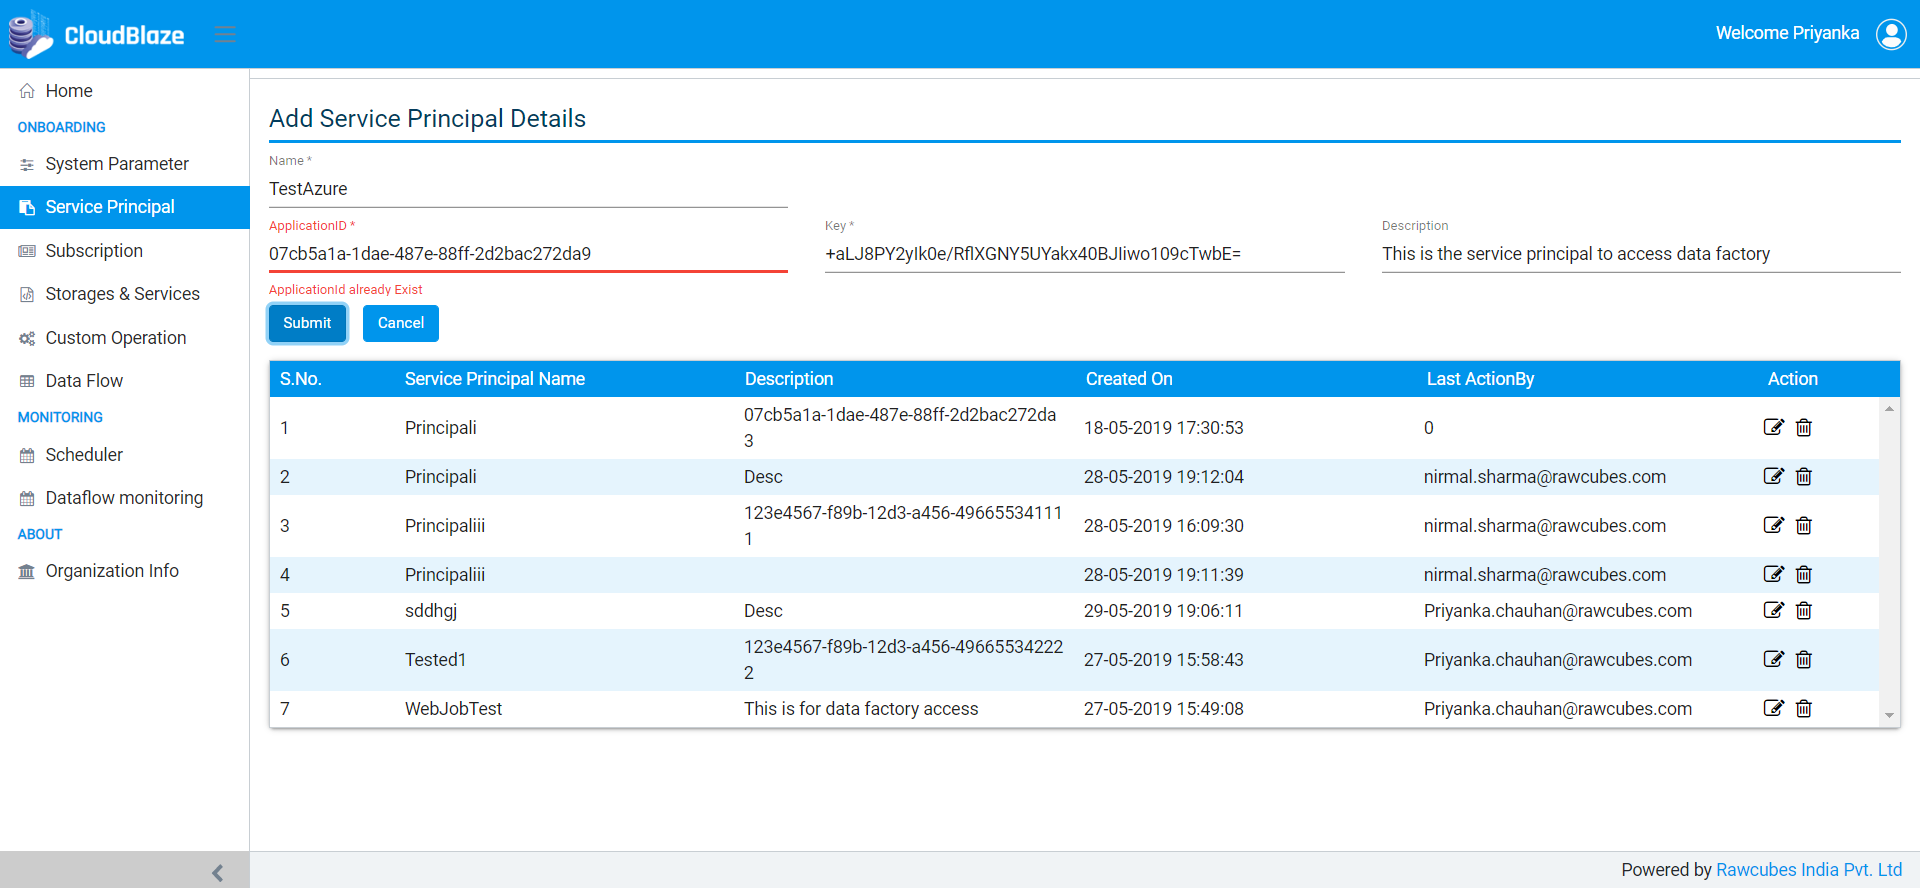 CloudBlaze
Welcome Priyanka
Home
ONBOARDING
System Parameter
Service Principal
Subscription
Storages & Services
Custom Operation
Data Flow
MONITORING
Scheduler
Dataflow monitoring
ABOUT
Organization Info
Add Service Principal Details
Name *
TestAzure
ApplicationID * Key * Description
07cb5a1a-1dae-487e-88ff-2d2bac272da9 +aLJ8PY2yIk0e/RflXGNY5UYakx40BJIiwo109cTwbE= This is the service principal to access data factory
ApplicationId already Exist
Submit Cancel
S.No. Service Principal Name Description Created On Last ActionBy Action
1 Principali 07cb5a1a-1dae-487e-88ff-2d2bac272da 18-05-2019 17:30:53 0
3
2 Principali Desc 28-05-2019 19:12:04 nirmal.sharma@rawcubes.com
3 Principaliii 123e4567-f89b-12d3-a456-49665534111 28-05-2019 16:09:30 nirmal.sharma@rawcubes.com
1
4 Principaliii 28-05-2019 19:11:39 nirmal.sharma@rawcubes.com
5 sddhgj Desc 29-05-2019 19:06:11 Priyanka.chauhan@rawcubes.com
6 Tested1 123e4567-f89b-12d3-a456-49665534222 27-05-2019 15:58:43 Priyanka.chauhan@rawcubes.com
2
7 WebJobTest This is for data factory access 27-05-2019 15:49:08 Priyanka.chauhan@rawcubes.com
Powered by Rawcubes India Pvt. Ltd